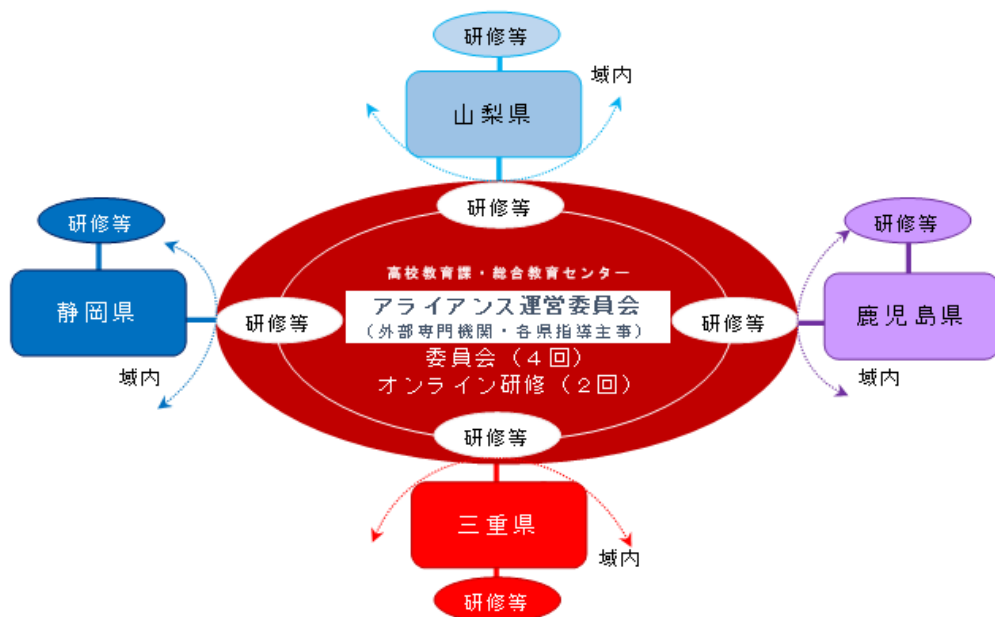 研修等
域内
山梨県
研修等
研修等
静岡県
域内
研修等
高校教育課・総合教育センター
アライアンス運営委員会
（外部専門機関・各県指導主事）
委員会（４回）
オンライン研修（２回）
研修等
研修等
鹿児島県
域内
研修等
三重県
域内
研修等